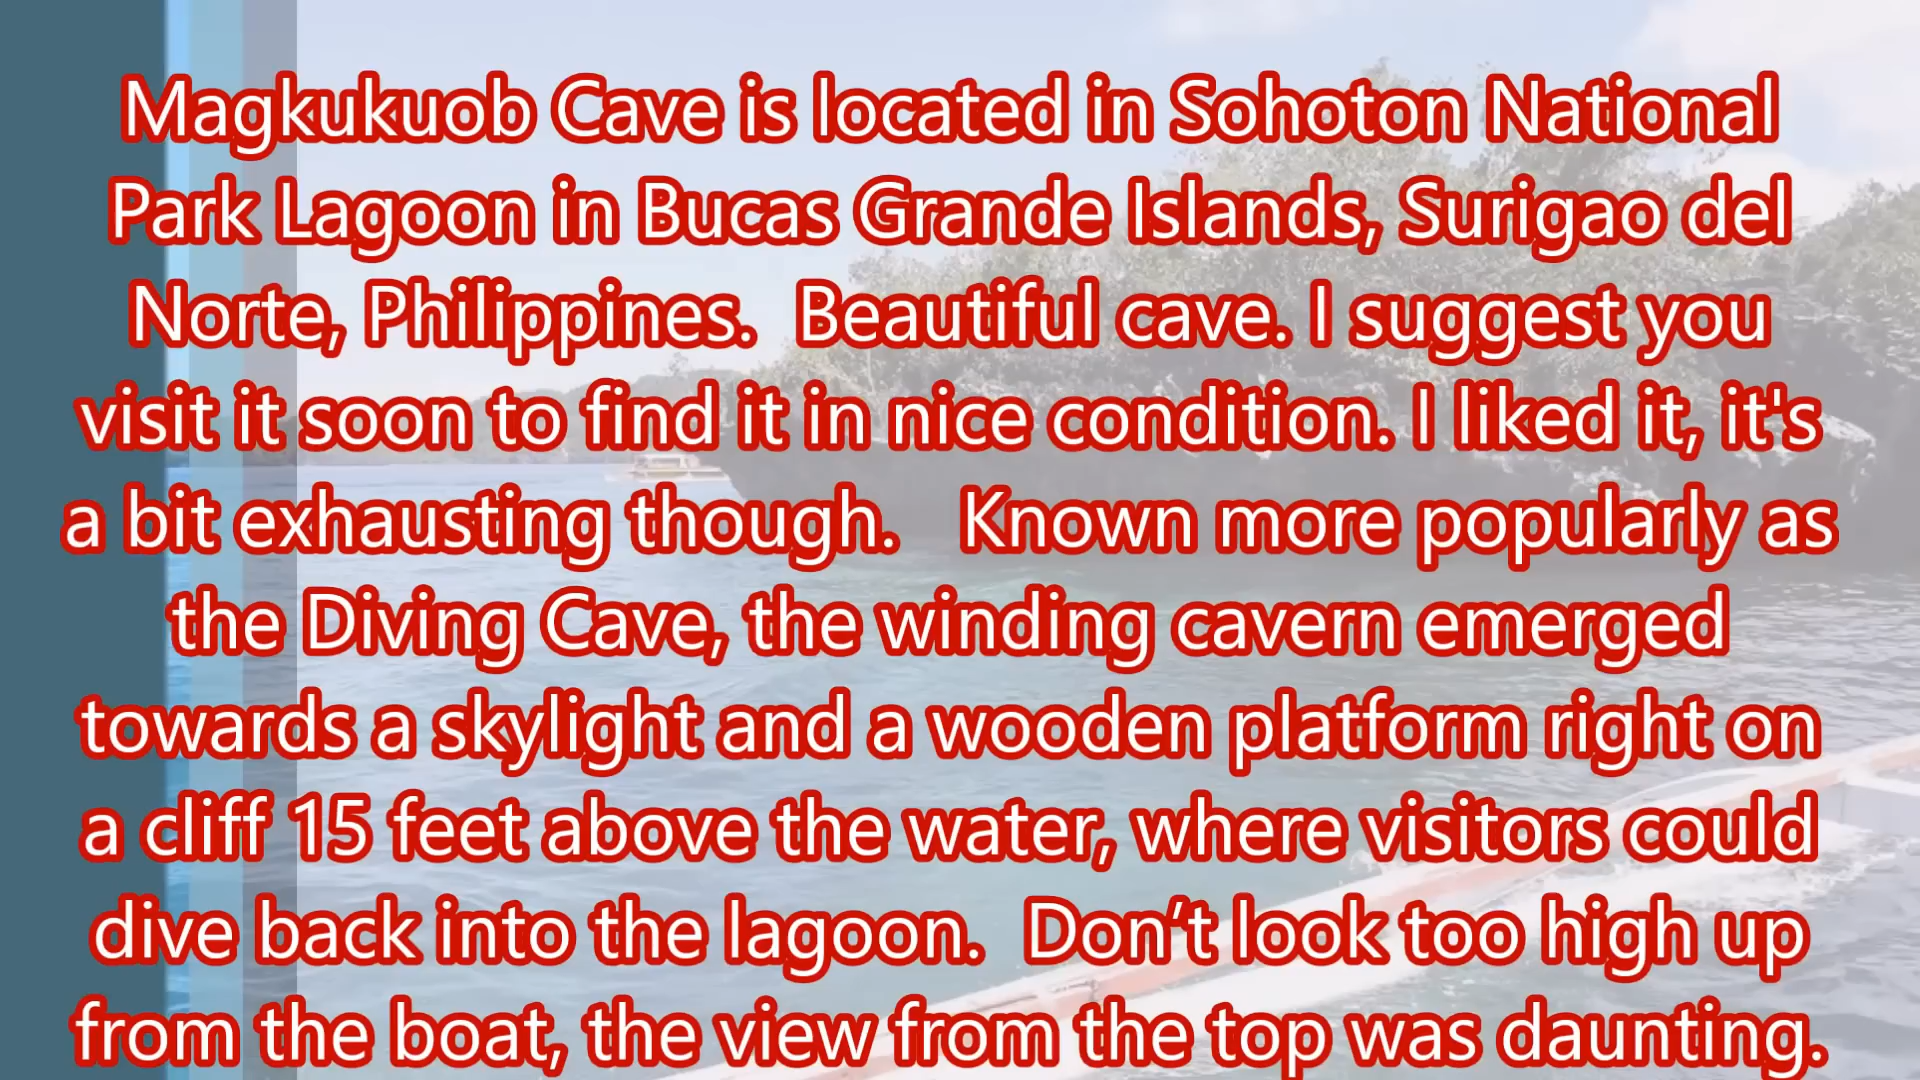 Magkukuob Cave is located in Sohoton National
Park Lagoon in Bucas Grande Islands, Surigao del
Norte, Philippines.  Beautiful cave. I suggest you
visit it soon to find it in nice condition. I liked it, it's
a bit exhausting though.   Known more popularly as
the Diving Cave, the winding cavern emerged
towards a skylight and a wooden platform right on
a cliff 15 feet above the water, where visitors could
dive back into the lagoon.  Don’t look too high up
from the boat, the view from the top was daunting.